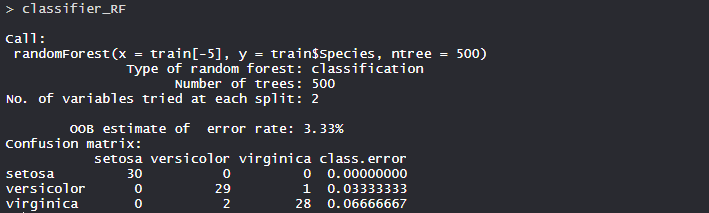 > classifier_RF
Call:
randomForest(x = train[-5], y = train$Species, ntree = 500)
Type of random forest: classification
Number of trees: 500
No. of variables tried at each split: 2
OOB estimate of  error rate: 3.33%
Confusion matrix:
setosa versicolor virginica class.error
setosa 30 0 0 0.00000000
versicolor 0 29 1 0.03333333
virginica 0 2 28 0.06666667